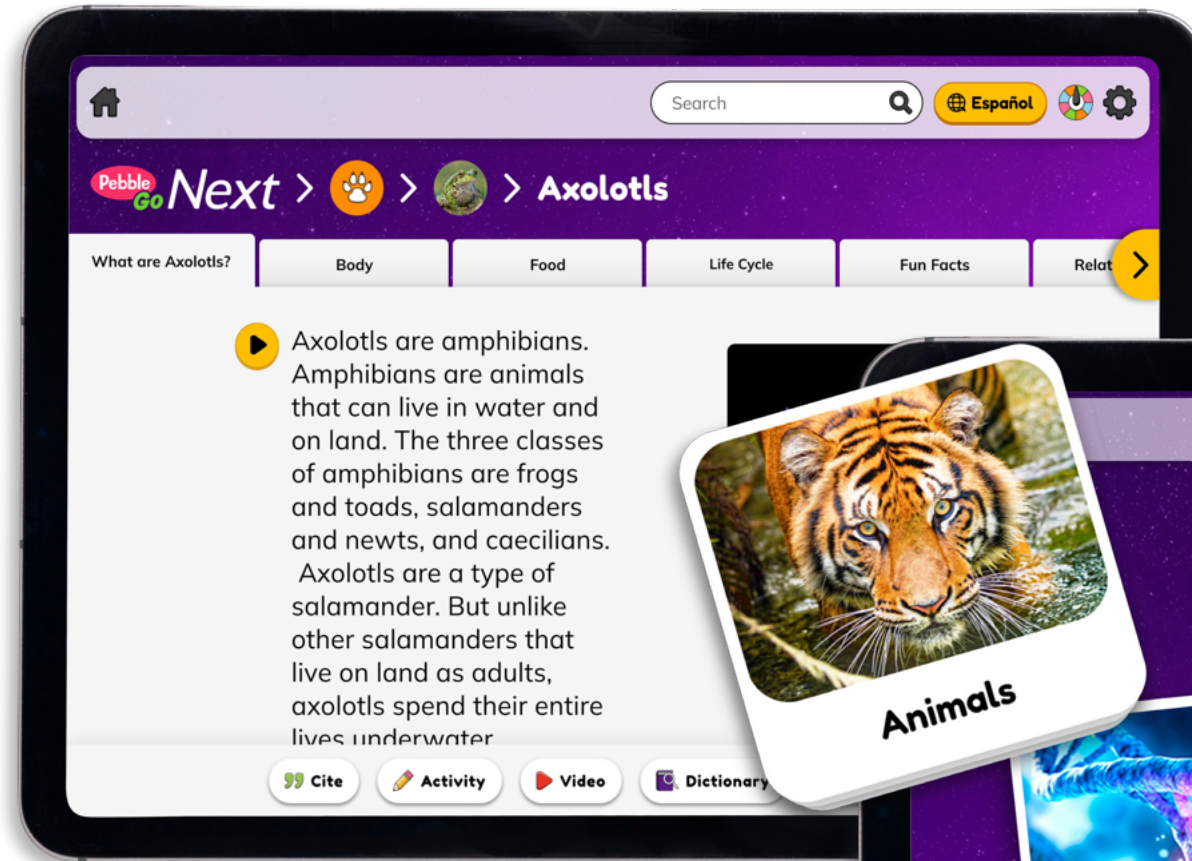 Search
Español
Pebble Go Next > > > Axolotls
What are Axolotls?
Body
Food
Life Cycle
Fun Facts
Relat
Axolotls are amphibians.
Amphibians are animals
that can live in water and
on land. The three classes
of amphibians are frogs
and toads, salamanders
and newts, and caecilians.
Axolotls are a type of
salamander. But unlike
other salamanders that
live on land as adults,
axolotls spend their entire
lives underwater
Animals
Cite
Activity
Video
Dictionary